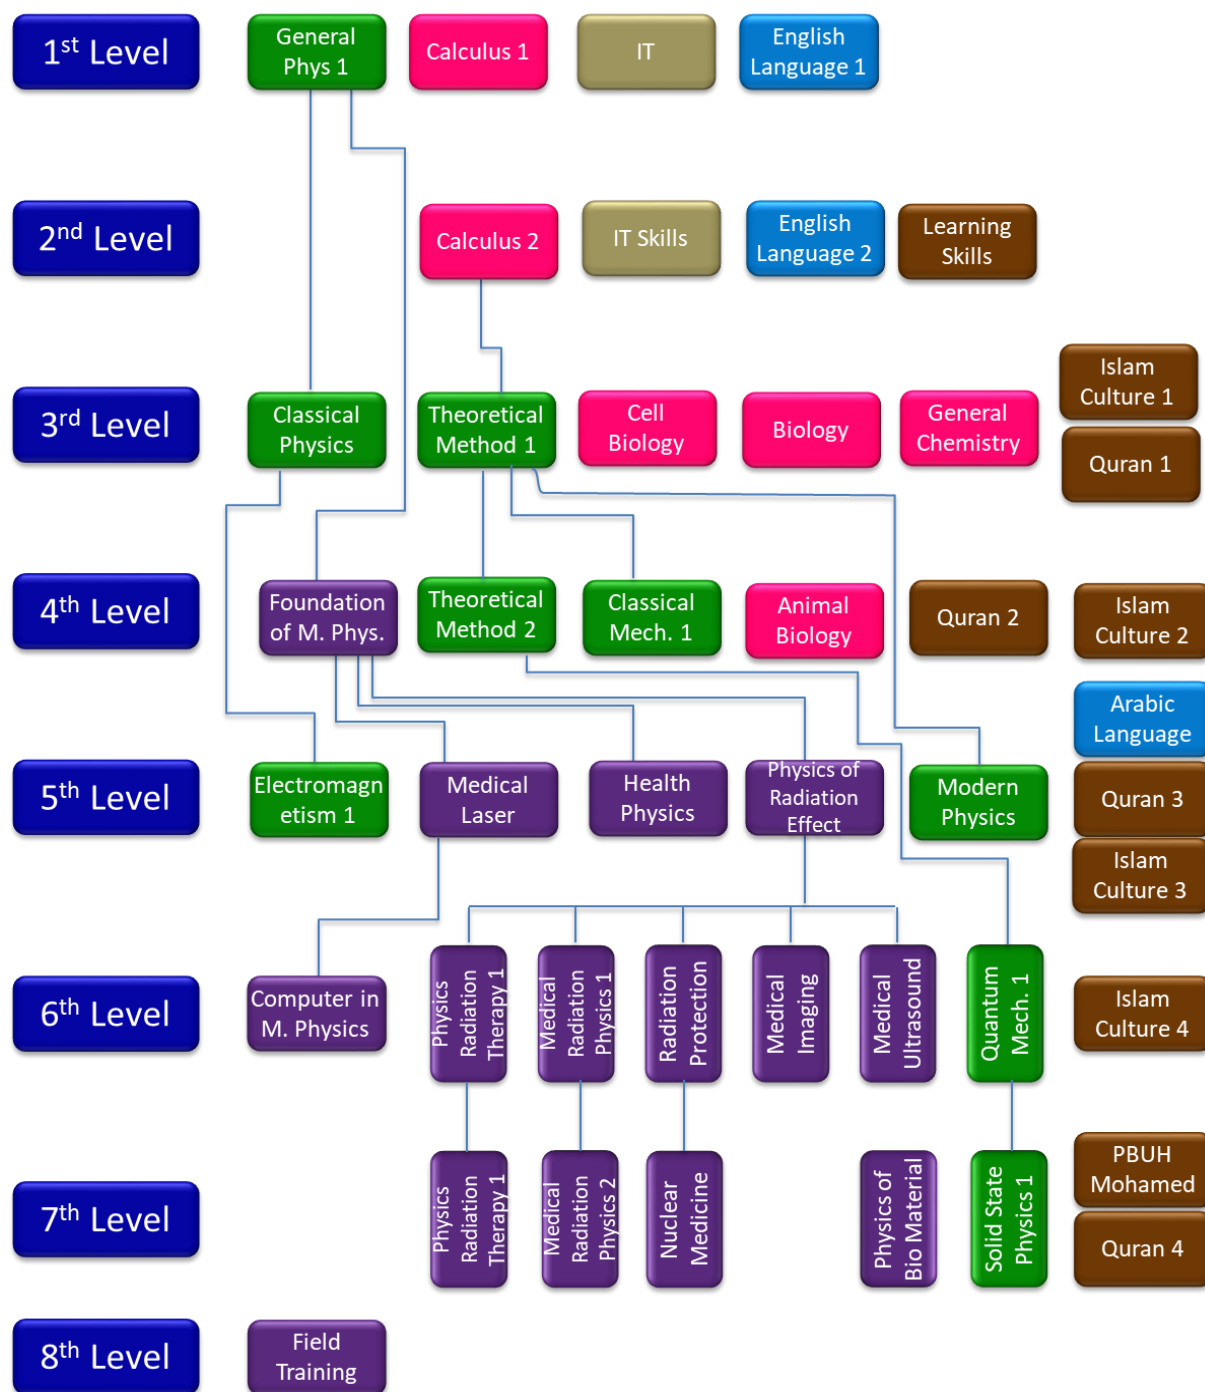 1st Level
General
Phys 1
Calculus 1
IT
English
Language 1
2nd Level
Calculus 2
IT Skills
English
Language 2
Learning
Skills
3rd Level
Classical
Physics
Theoretical
Method 1
Cell
Biology
Biology
General
Chemistry
Islam
Culture 1
Quran 1
4th Level
Foundation
of M. Phys.
Theoretical
Method 2
Classical
Mech. 1
Animal
Biology
Quran 2
Islam
Culture 2
Arabic
Language
5th Level
Electromagn
etism 1
Medical
Laser
Health
Physics
Physics of
Radiation
Effect
Modern
Physics
Quran 3
Islam
Culture 3
6th Level
Computer in
M. Physics
Physics
Radiation
Therapy 1
Medical
Radiation
Physics 1
Radiation
Protection
Medical
Imaging
Medical
Ultrasound
Quantum
Mech. 1
Islam
Culture 4
7th Level
Physics
Radiation
Therapy 1
Medical
Radiation
Physics 2
Nuclear
Medicine
Physics of
Bio Material
Solid State
Physics 1
PBUH
Mohamed
Quran 4
8th Level
Field
Training